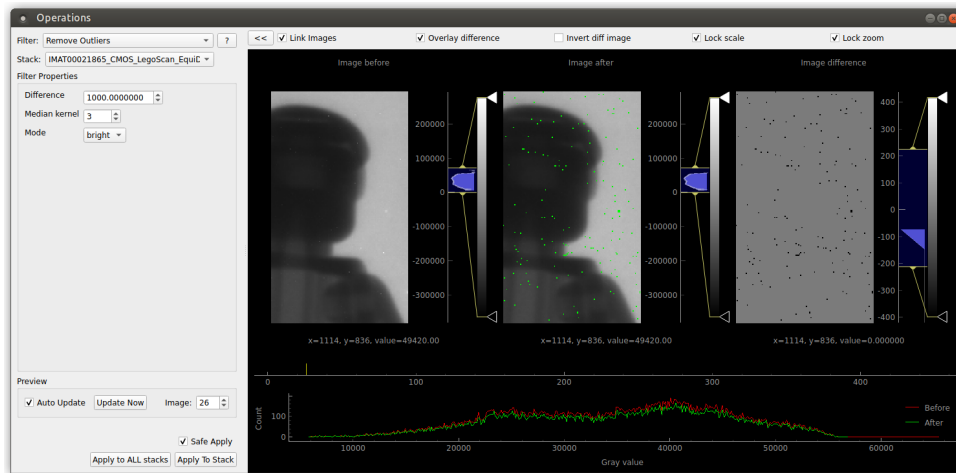 Operations
Filter: Remove Outliers ?
Stack: IMAT00021865_CMOS_LegoScan_EquiD
Filter Properties
Difference 1000.0000000
Median kernel 3
Mode bright
Preview
Auto Update Update Now Image: 26
Safe Apply
Apply to ALL stacks Apply To Stack
<< Link Images Overlay difference Invert diff image Lock scale Lock zoom
Image before Image after Image difference
200000
100000
0
-100000
-200000
-300000
200000
100000
0
-100000
-200000
-300000
400
300
200
100
0
-100
-200
-300
-400
x=1114, y=836, value=49420.00 x=1114, y=836, value=49420.00 x=1114, y=836, value=0.000000
0 100 200 300 400
Count
100
0
Before
After
10000 20000 30000 40000 50000 60000
Gray value